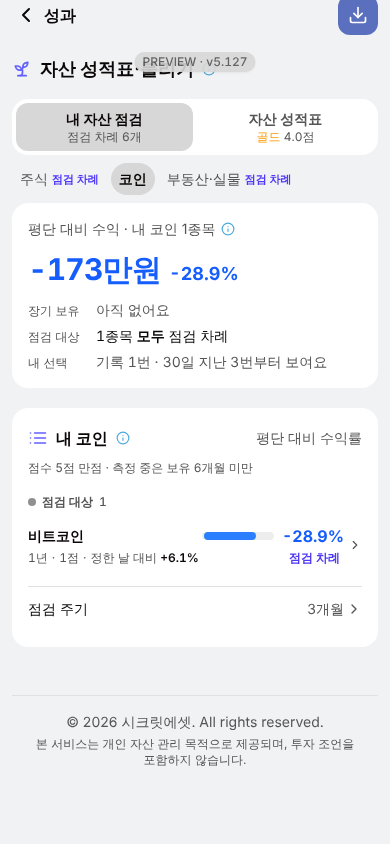 성과
PREVIEW · v5.127
자산 성적표·
내 자산 점검
점검 차례 6개
자산 성적표
골드 4.0점
주식 점검 차례
코인
부동산·실물 점검 차례
평단 대비 수익 · 내 코인 1종목
-173만원 -28.9%
장기 보유 아직 없어요
점검 대상 1종목 모두 점검 차례
내 선택 기록 1번 · 30일 지난 3번부터 보여요
내 코인
평단 대비 수익률
점수 5점 만점 · 측정 중은 보유 6개월 미만
점검 대상 1
비트코인 -28.9%
1년 · 1점 · 정한 날 대비 +6.1% 점검 차례
점검 주기 3개월
© 2026 시크릿에셋. All rights reserved.
본 서비스는 개인 자산 관리 목적으로 제공되며, 투자 조언을
포함하지 않습니다.